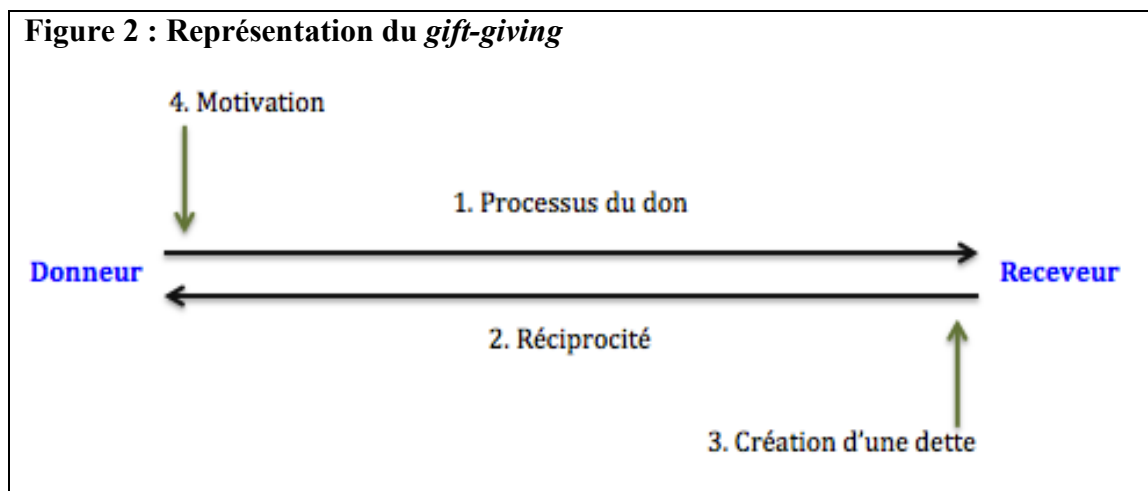 Figure 2 : Représentation du gift-giving
4. Motivation
1. Processus du don
Donneur
Receveur
2. Réciprocité
3. Création d'une dette